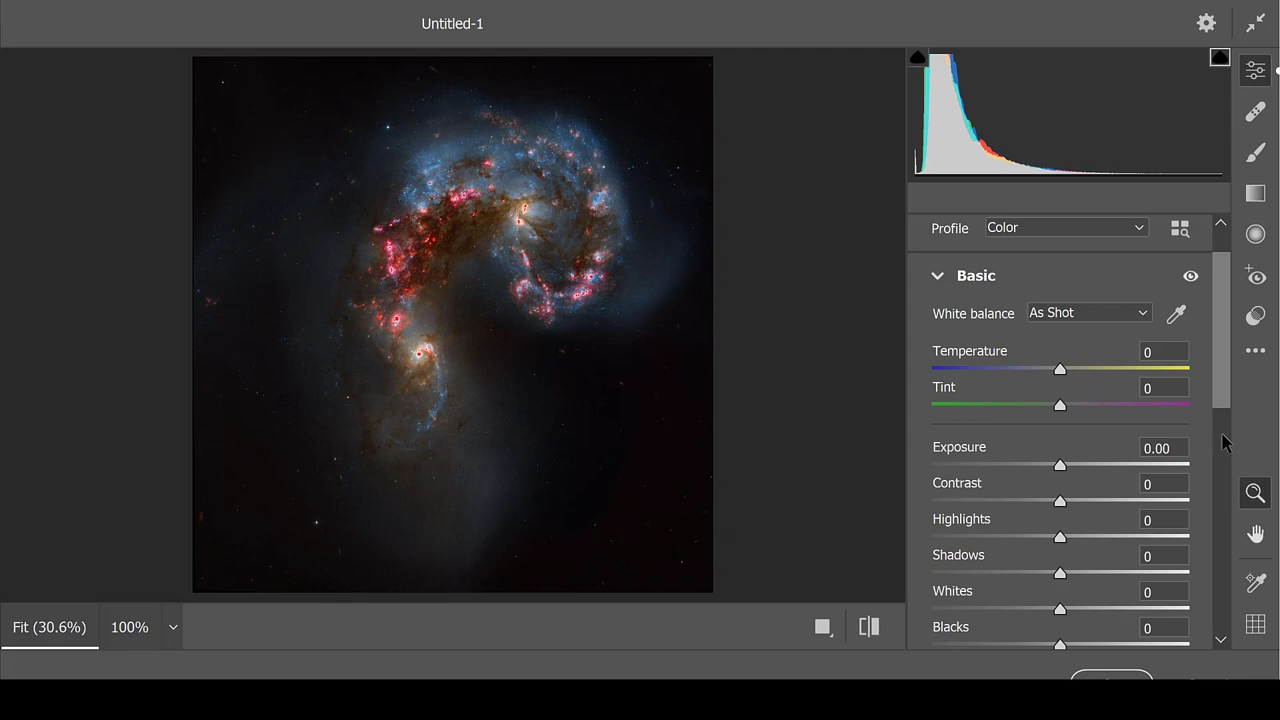 Untitled-1
Profile Color
Basic
White balance As Shot
Temperature 0
Tint 0
Exposure 0.00
Contrast 0
Highlights 0
Shadows 0
Whites 0
Blacks 0
Fit (30.6%) 100%